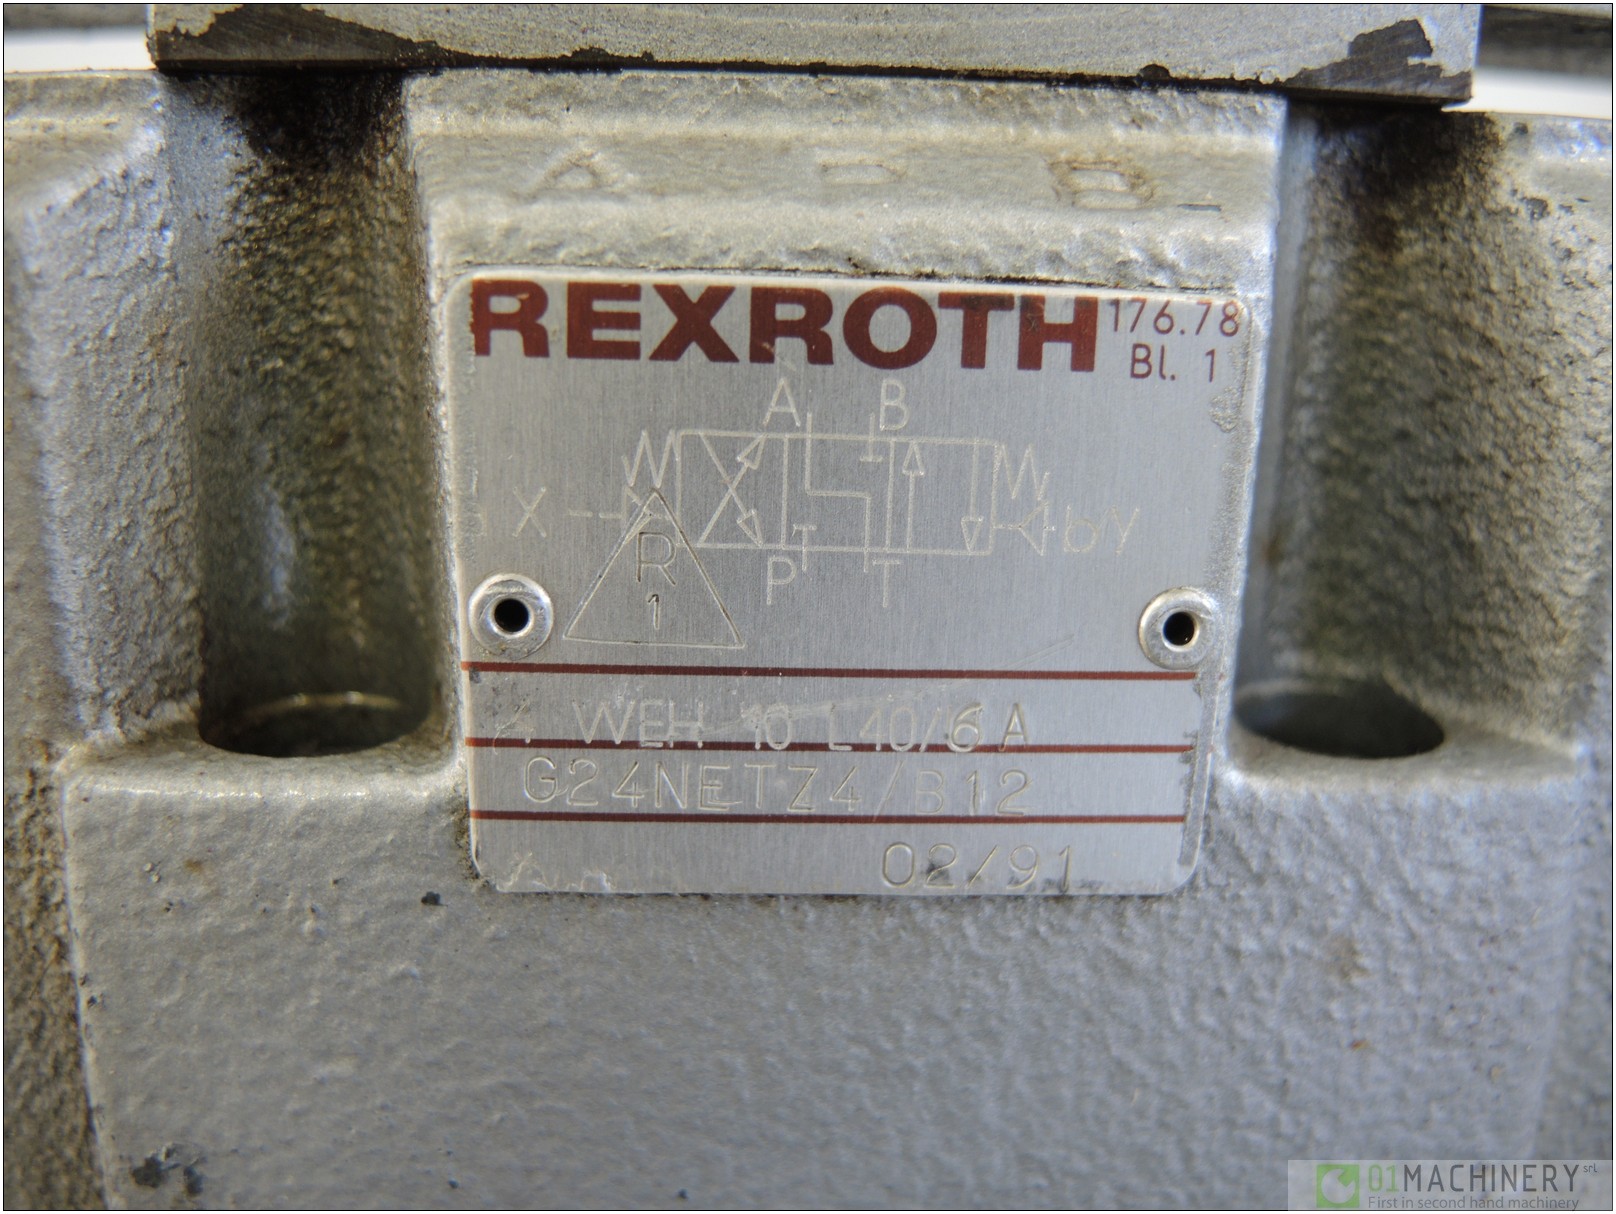 A P B
REXROTH 176.78
Bl. 1
A B
X R b Y
1
P T
4 WEH 10 L40/6 A
G24NETZ4/B12
02/91
01MACHINERY srl
First in second hand machinery